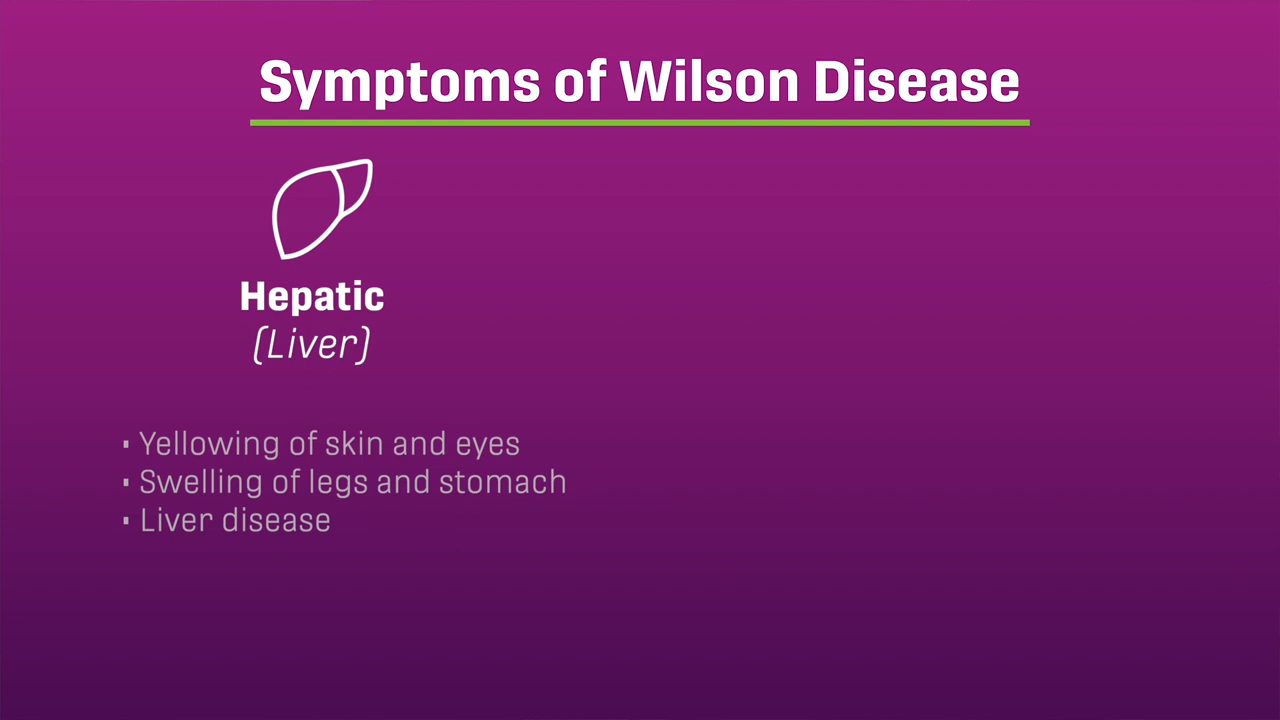 Symptoms of Wilson Disease
Hepatic
(Liver)
▪ Yellowing of skin and eyes
▪ Swelling of legs and stomach
▪ Liver disease